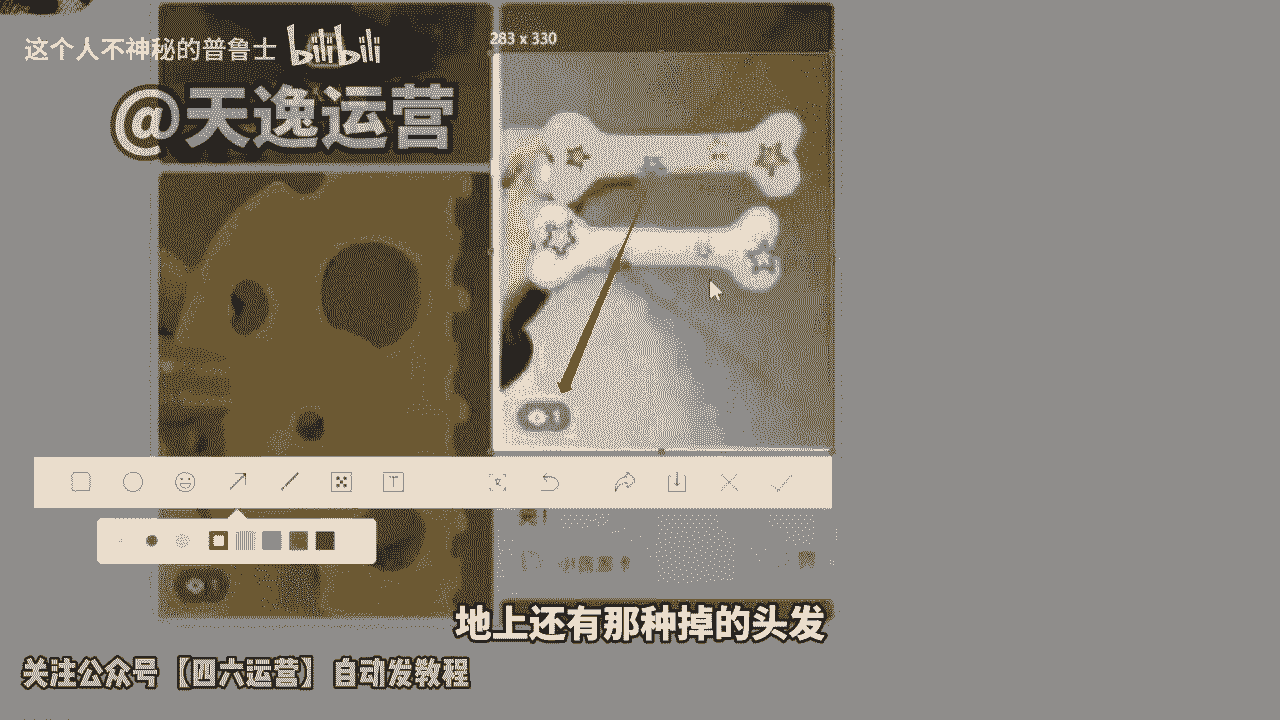 这个人不神秘的普鲁士 bilibili
283 x 330
@天逸运营
1
T
1
地上还有那种掉的头发
关注公众号【四六运营】自动发教程